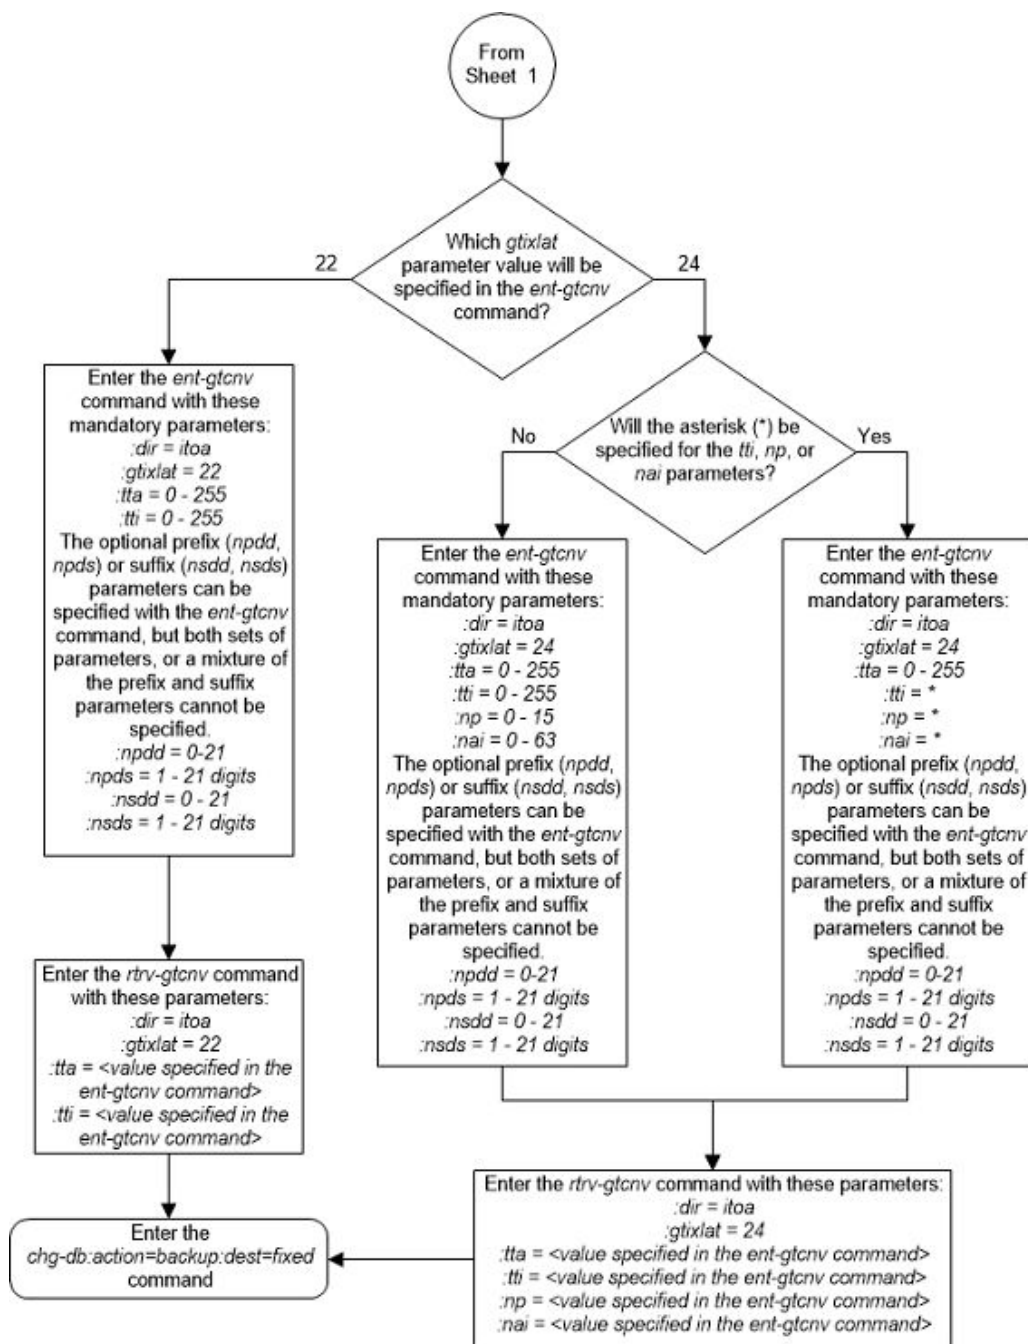 From
Sheet 1
Which gtixlat
parameter value will be
specified in the ent-gtcnv
command?
22
24
Enter the ent-gtcnv
command with these
mandatory parameters:
:dir = itoa
:gtixlat = 22
:tta = 0 - 255
:tti = 0 - 255
The optional prefix (npdd,
npds) or suffix (nsdd, nsds)
parameters can be
specified with the ent-gtcnv
command, but both sets of
parameters, or a mixture of
the prefix and suffix
parameters cannot be
specified.
:npdd = 0-21
:npds = 1 - 21 digits
:nsdd = 0 - 21
:nsds = 1 - 21 digits
Will the asterisk (*) be
specified for the tti, np, or
nai parameters?
No
Yes
Enter the ent-gtcnv
command with these
mandatory parameters:
:dir = itoa
:gtixlat = 24
:tta = 0 - 255
:tti = 0 - 255
:np = 0 - 15
:nai = 0 - 63
The optional prefix (npdd,
npds) or suffix (nsdd, nsds)
parameters can be
specified with the ent-gtcnv
command, but both sets of
parameters, or a mixture of
the prefix and suffix
parameters cannot be
specified.
:npdd = 0-21
:npds = 1 - 21 digits
:nsdd = 0 - 21
:nsds = 1 - 21 digits
Enter the ent-gtcnv
command with these
mandatory parameters:
:dir = itoa
:gtixlat = 24
:tta = 0 - 255
:tti = *
:np = *
:nai = *
The optional prefix (npdd,
npds) or suffix (nsdd, nsds)
parameters can be
specified with the ent-gtcnv
command, but both sets of
parameters, or a mixture of
the prefix and suffix
parameters cannot be
specified.
:npdd = 0-21
:npds = 1 - 21 digits
:nsdd = 0 - 21
:nsds = 1 - 21 digits
Enter the rtrv-gtcnv command
with these parameters:
:dir = itoa
:gtixlat = 22
:tta = <value specified in the
ent-gtcnv command>
:tti = <value specified in the
ent-gtcnv command>
Enter the rtrv-gtcnv command with these parameters:
:dir = itoa
:gtixlat = 24
:tta = <value specified in the ent-gtcnv command>
:tti = <value specified in the ent-gtcnv command>
:np = <value specified in the ent-gtcnv command>
:nai = <value specified in the ent-gtcnv command>
Enter the
chg-db:action=backup:dest=fixed
command